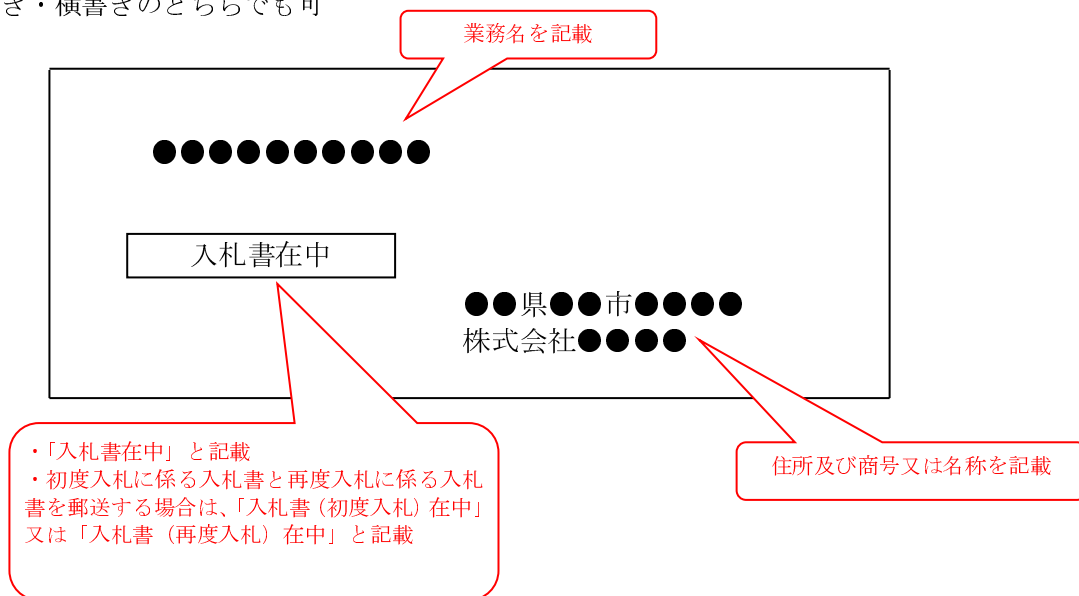 き・横書きのどちらでも可
業務名を記載
●●●●●●●●●●
入札書在中
●●県●●市●●●●
株式会社●●●●
・「入札書在中」と記載
・初度入札に係る入札書と再度入札に係る入札
書を郵送する場合は、「入札書（初度入札）在中」
又は「入札書（再度入札）在中」と記載
住所及び商号又は名称を記載